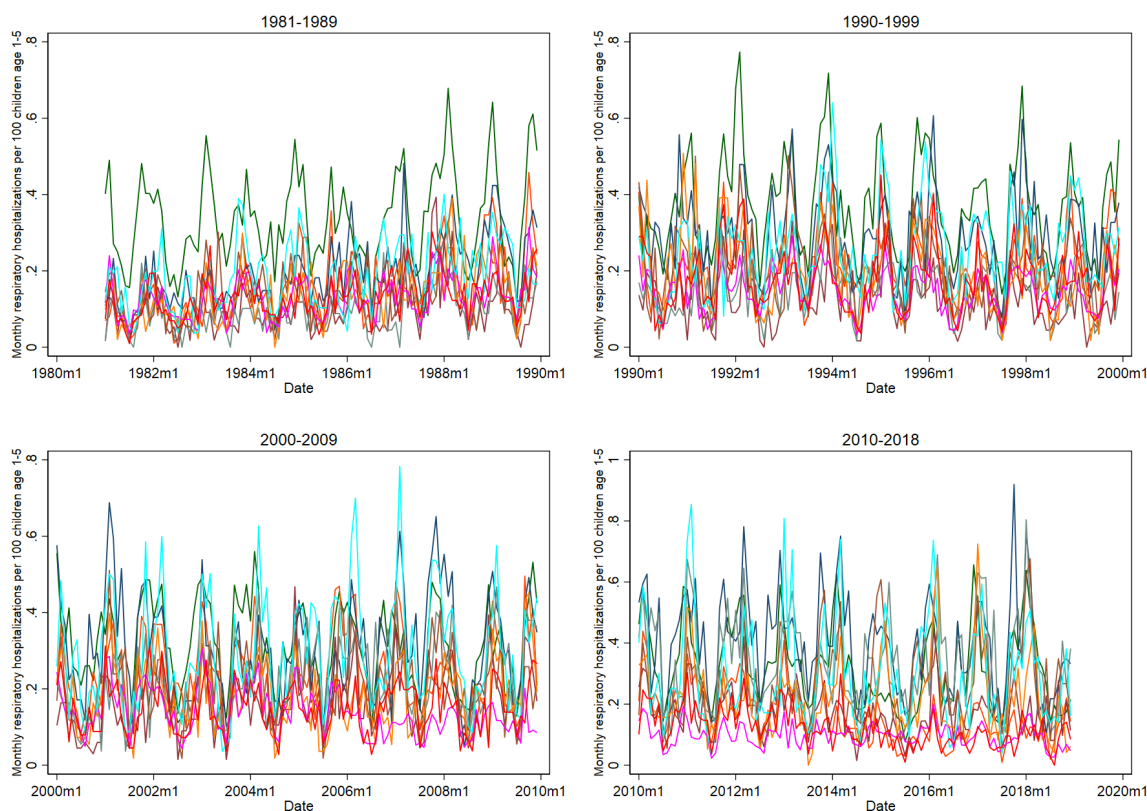 1981-1989
Monthly respiratory hospitalizations per 100 children age 1-5
.8
.6
.4
.2
0
1980m1 1982m1 1984m1 1986m1 1988m1 1990m1
Date
1990-1999
Monthly respiratory hospitalizations per 100 children age 1-5
.8
.6
.4
.2
0
1990m1 1992m1 1994m1 1996m1 1998m1 2000m1
Date
2000-2009
Monthly respiratory hospitalizations per 100 children age 1-5
.8
.6
.4
.2
0
2000m1 2002m1 2004m1 2006m1 2008m1 2010m1
Date
2010-2018
Monthly respiratory hospitalizations per 100 children age 1-5
1
.8
.6
.4
.2
0
2010m1 2012m1 2014m1 2016m1 2018m1 2020m1
Date